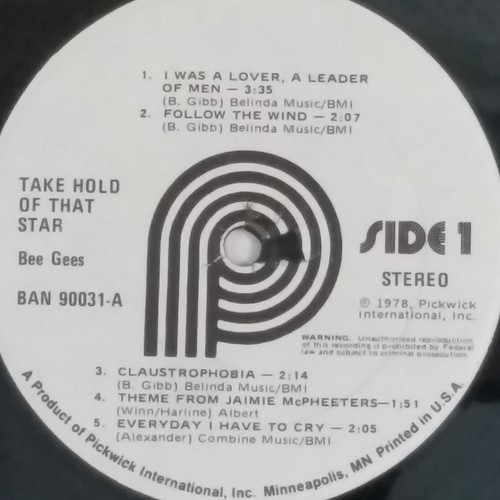 1. I WAS A LOVER, A LEADER
OF MEN — 3:35
(B. Gibb) Belinda Music/BMI
2. FOLLOW THE WIND — 2:07
(B. Gibb) Belinda Music/BMI
TAKE HOLD
OF THAT
STAR
Bee Gees
BAN 90031-A
SIDE 1
STEREO
℗ 1978, Pickwick
International, Inc.
WARNING. Unauthorized reproduction
of this recording is prohibited by Federal
law and subject to criminal prosecution.
3. CLAUSTROPHOBIA — 2:14
(B. Gibb) Belinda Music/BMI
4. THEME FROM JAIMIE McPHEETERS—1:51
(Winn/Harline) Albert
5. EVERYDAY I HAVE TO CRY — 2:05
(Alexander) Combine Music/BMI
A Product of Pickwick International, Inc. Minneapolis, MN Printed in U.S.A.